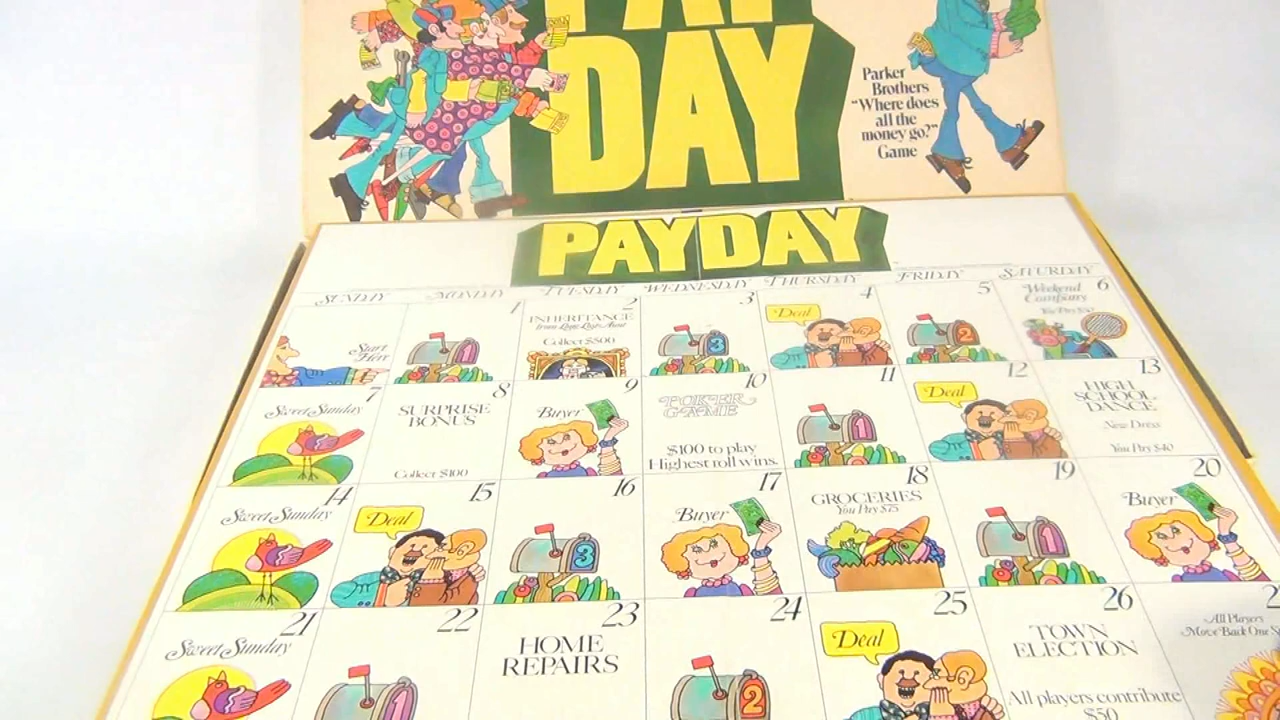 PAY
DAY
Parker
Brothers
"Where does
all the
money go?"
Game
PAYDAY
SUNDAY MONDAY TUESDAY WEDNESDAY THURSDAY FRIDAY SATURDAY
Start
Here
1
1
2
INHERITANCE
Collect $500
3
3
4
Deal
5
2
6
Weekend
Company
7
Sweet Sunday
8
SURPRISE
BONUS
Collect $100
9
Buyer
10
POKER
GAME
$100 to play
Highest roll wins.
11
1
12
Deal
13
HIGH
SCHOOL
DANCE
New Dress
You Pay $40
14
Sweet Sunday
15
Deal
16
3
17
Buyer
18
GROCERIES
You Pay $75
19
1
20
Buyer
21
Sweet Sunday
22
1
23
HOME
REPAIRS
24
2
25
Deal
26
TOWN
ELECTION
All players contribute
$50
2
All Players
Move Back One